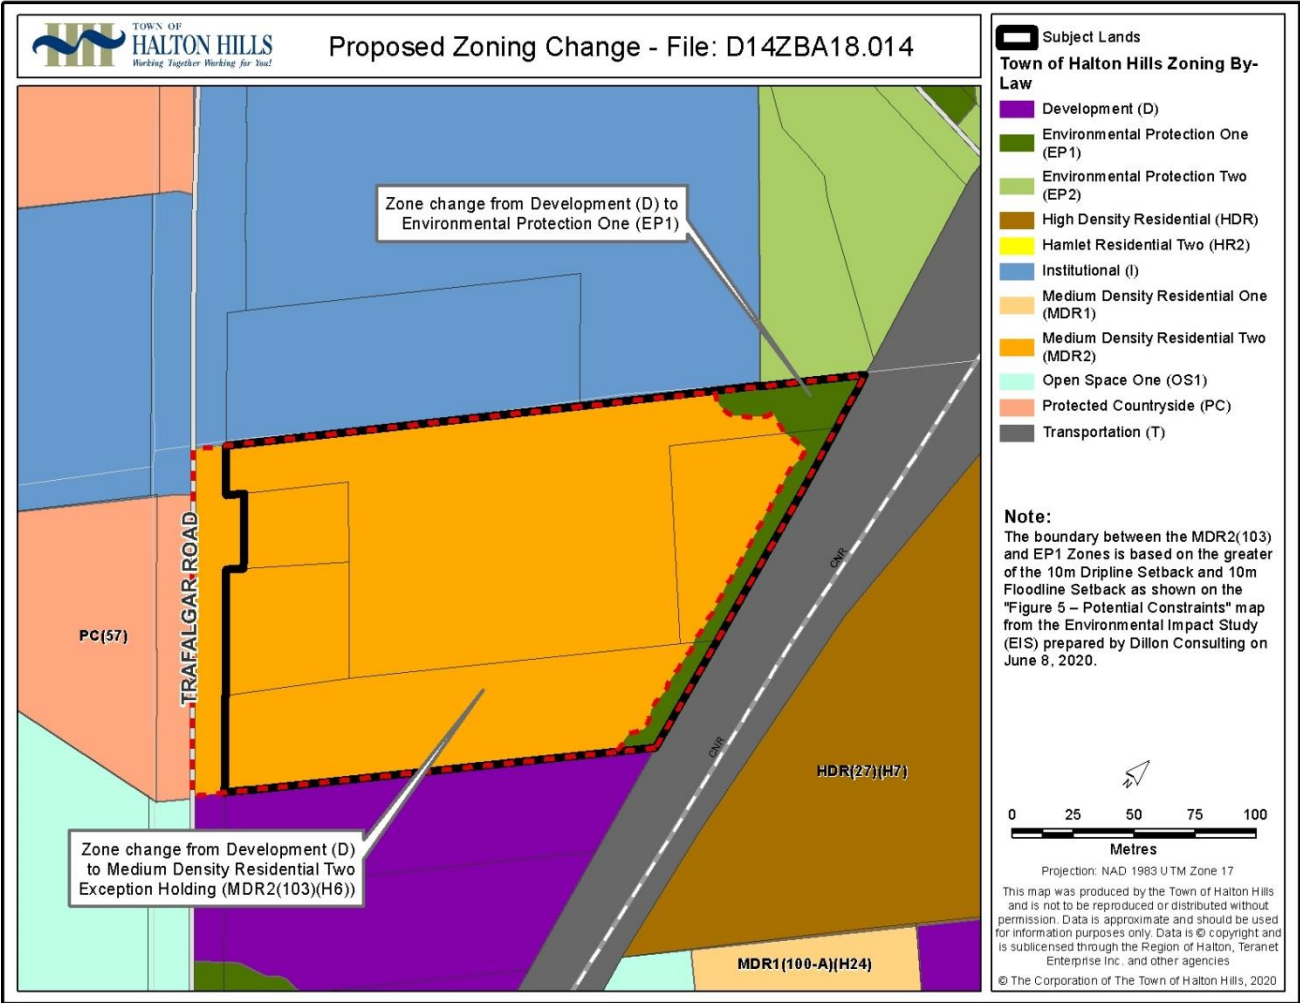 TOWN OF
HALTON HILLS
Working Together Working for You!
Proposed Zoning Change - File: D14ZBA18.014
Zone change from Development (D) to
Environmental Protection One (EP1)
TRAFALGAR ROAD
PC(57)
CNR
CNR
HDR(27)(H7)
Zone change from Development (D)
to Medium Density Residential Two
Exception Holding (MDR2(103)(H6))
MDR1(100-A)(H24)
Subject Lands
Town of Halton Hills Zoning By-
Law
Development (D)
Environmental Protection One
(EP1)
Environmental Protection Two
(EP2)
High Density Residential (HDR)
Hamlet Residential Two (HR2)
Institutional (I)
Medium Density Residential One
(MDR1)
Medium Density Residential Two
(MDR2)
Open Space One (OS1)
Protected Countryside (PC)
Transportation (T)
Note:
The boundary between the MDR2(103)
and EP1 Zones is based on the greater
of the 10m Dripline Setback and 10m
Floodline Setback as shown on the
"Figure 5 – Potential Constraints" map
from the Environmental Impact Study
(EIS) prepared by Dillon Consulting on
June 8, 2020.
N
0 25 50 75 100
Metres
Projection: NAD 1983 UTM Zone 17
This map was produced by the Town of Halton Hills
and is not to be reproduced or distributed without
permission. Data is approximate and should be used
for information purposes only. Data is © copyright and
is sublicensed through the Region of Halton, Teranet
Enterprise Inc. and other agencies
© The Corporation of The Town of Halton Hills, 2020